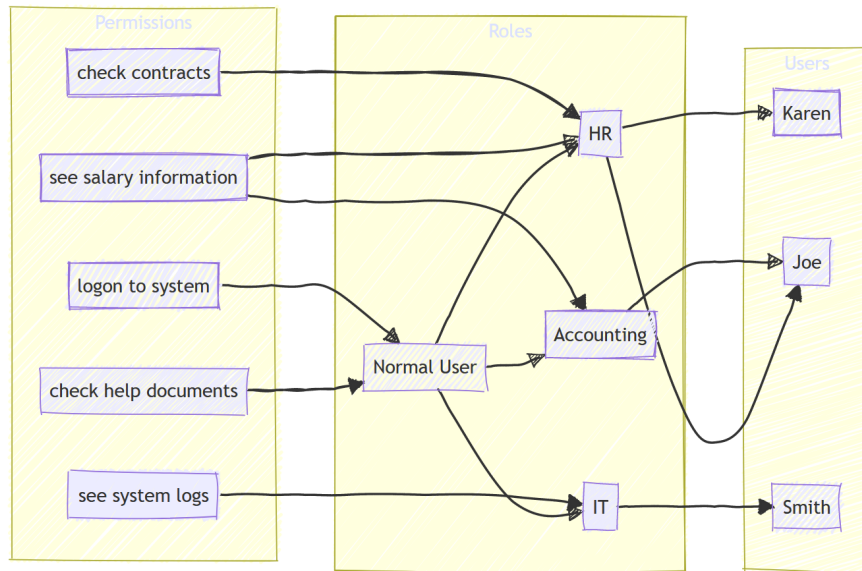 Permissions
Roles
Users
check contracts
see salary information
logon to system
check help documents
see system logs
HR
Accounting
Normal User
IT
Karen
Joe
Smith